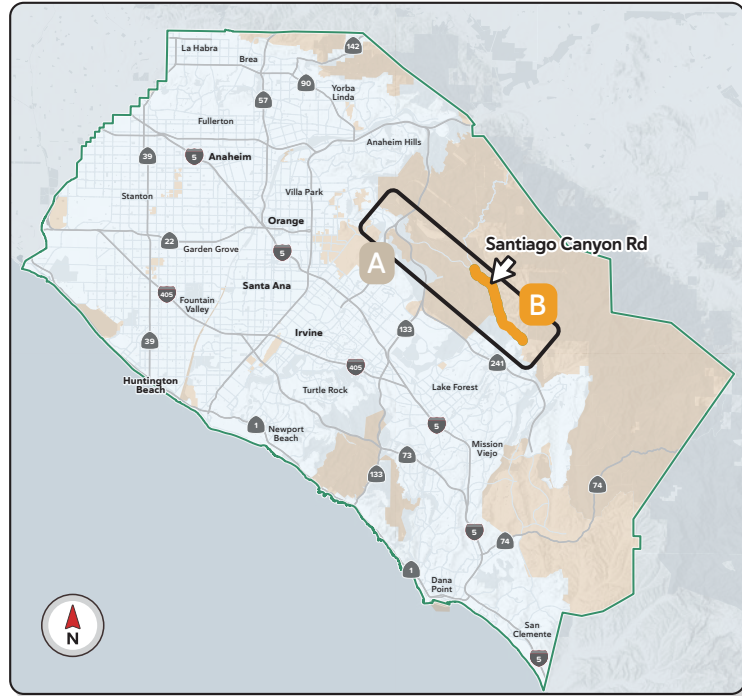 La Habra
Brea
142
90
Yorba
Linda
57
Fullerton
Anaheim Hills
39
5
Anaheim
Stanton
Villa Park
Orange
22
Garden Grove
5
A
Santiago Canyon Rd
Santa Ana
405
Fountain
Valley
B
39
Irvine
133
241
405
Huntington
Beach
Turtle Rock
Lake Forest
1
Newport
Beach
5
Mission
Viejo
73
133
74
5
74
1
Dana
Point
San
Clemente
5
N